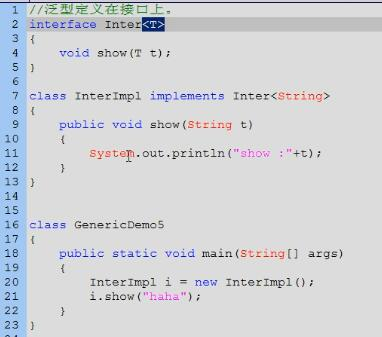 1 //泛型定义在接口上。
2 interface Inter<T>
3 {
4     void show(T t);
5 }
6
7 class InterImpl implements Inter<String>
8 {
9     public void show(String t)
10     {
11         System.out.println("show :"+t);
12     }
13 }
14
15
16 class GenericDemo5
17 {
18     public static void main(String[] args)
19     {
20         InterImpl i = new InterImpl();
21         i.show("haha");
22     }
23 }